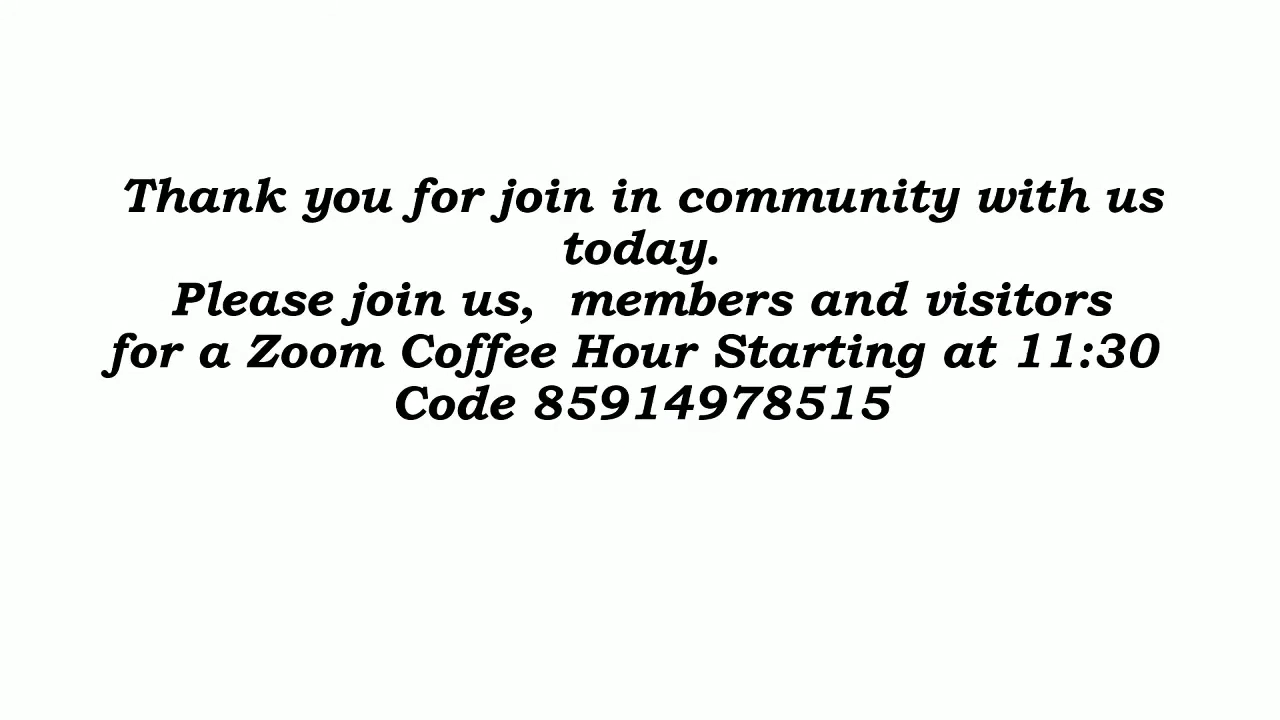 Thank you for join in community with us
today.
Please join us,  members and visitors
for a Zoom Coffee Hour Starting at 11:30
Code 85914978515